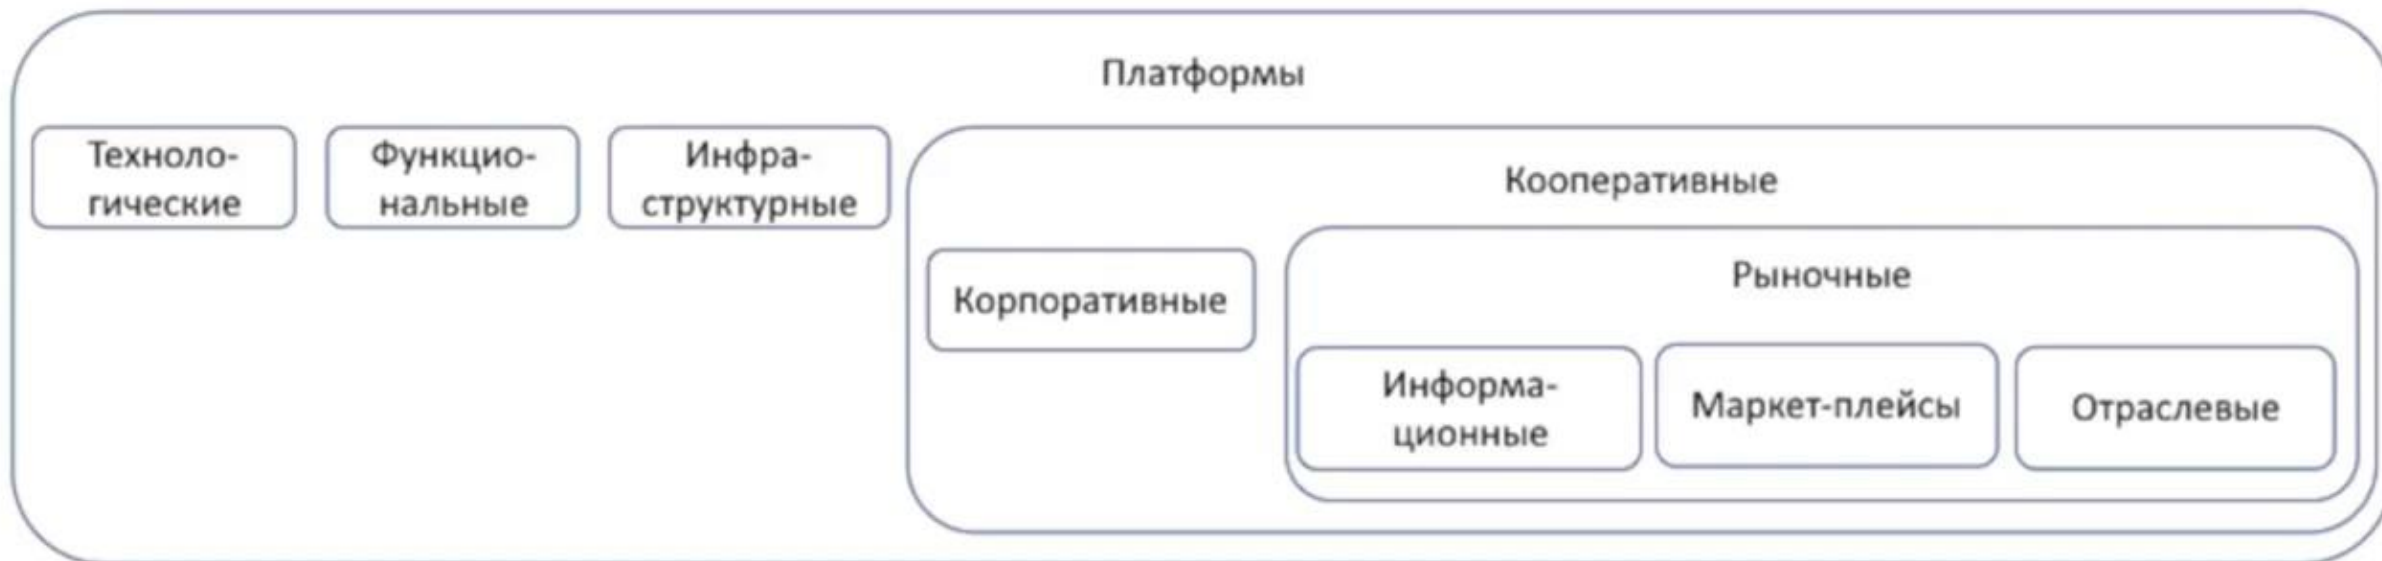 Платформы
Техноло-
гические
Функцио-
нальные
Инфра-
структурные
Кооперативные
Корпоративные
Рыночные
Информа-
ционные
Маркет-плейсы
Отраслевые